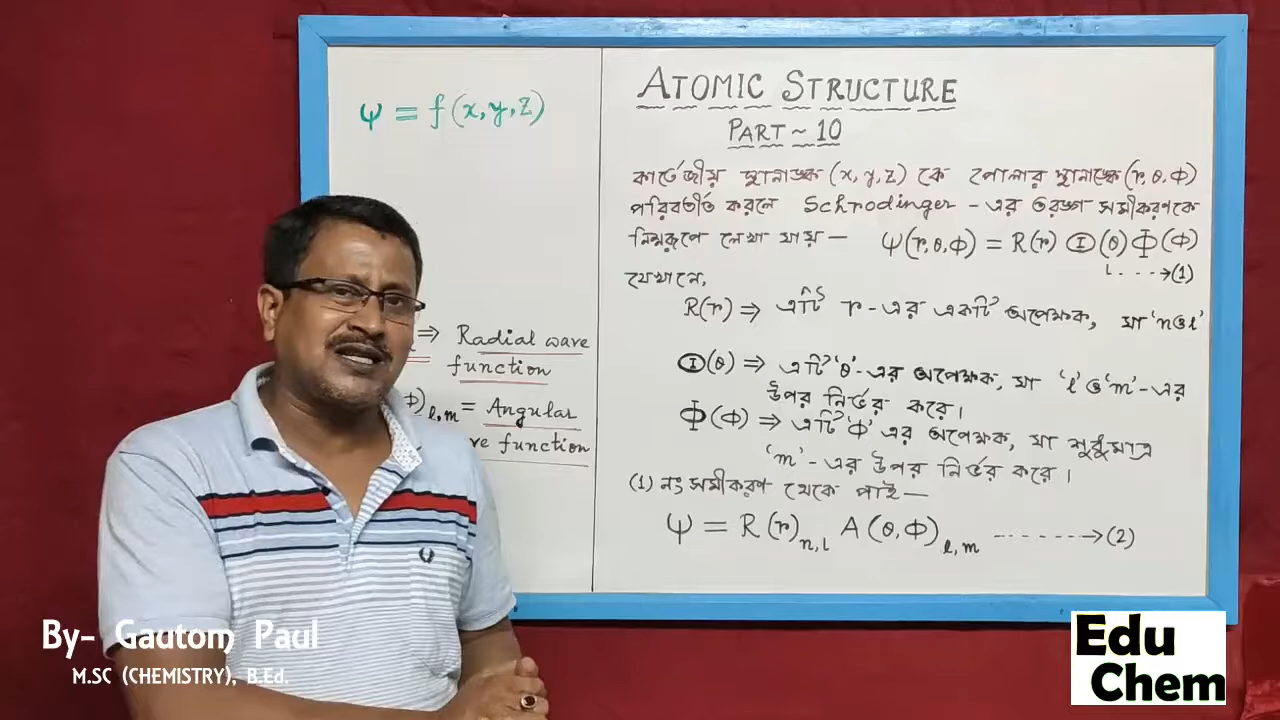 ψ = f(x, y, z)
⇒ Radial wave
function
Φ)l,m = Angular
ve function
ATOMIC STRUCTURE
PART ~ 10
কার্তেজীয় স্থানাঙ্ক (x, y, z) কে পোলার স্থানাঙ্কে (r, θ, Φ)
পরিবর্তীত করলে Schrodinger - এর তরঙ্গ সমীকরণকে
নিম্নরূপে লেখা যায় — Ψ(r, θ, Φ) = R(r) Θ(θ) Φ(Φ)
-----→(1)
যেখানে,
R(r) ⇒ এটি r-এর একটি অপেক্ষক, যা 'n ও l'
Θ(θ) ⇒ এটি 'θ'-এর অপেক্ষক, যা 'l' ও 'm'-এর
উপর নির্ভর করে।
Φ(Φ) ⇒ এটি 'Φ' এর অপেক্ষক, যা শুধুমাত্র
'm'-এর উপর নির্ভর করে।
(1) নং সমীকরণ থেকে পাই —
Ψ = R(r)n,l A(θ, Φ)l,m --------→(2)
By- Gautom Paul
M.SC (CHEMISTRY), B.Ed.
Edu
Chem